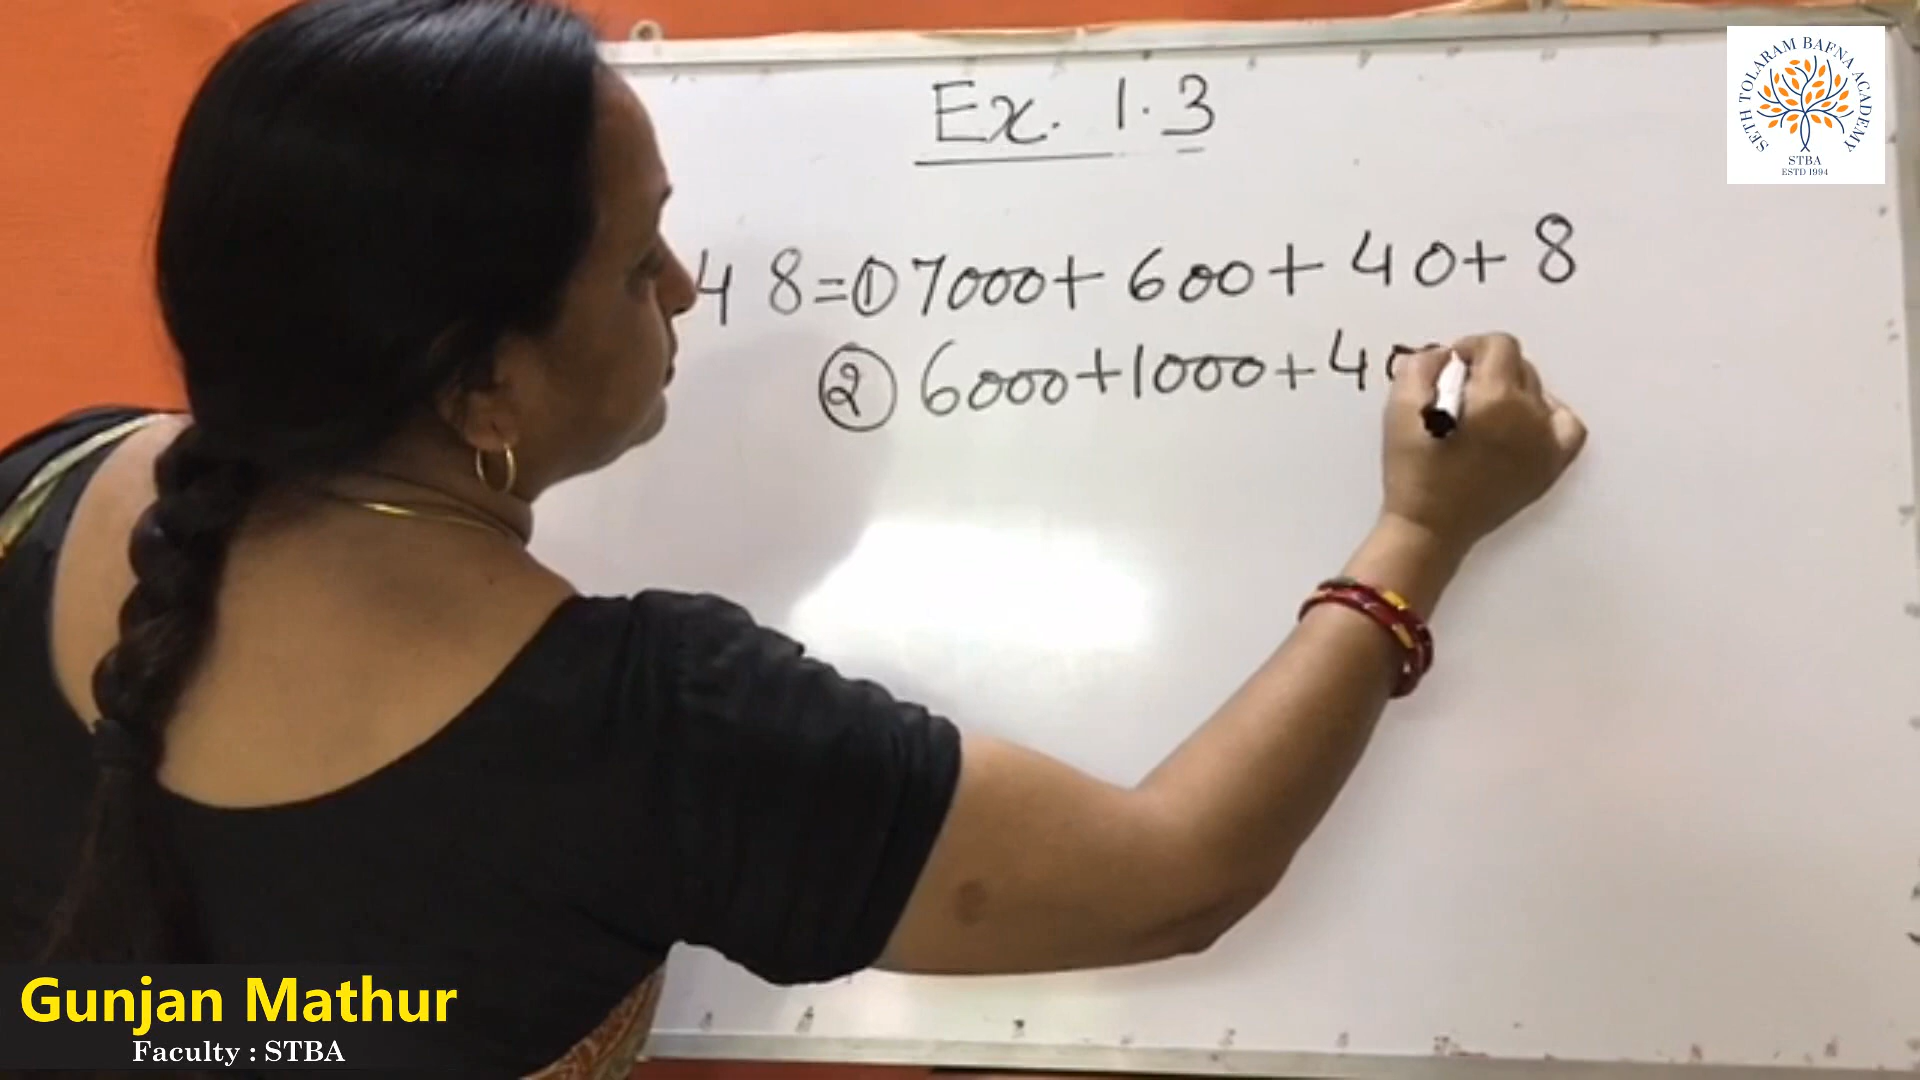 SETH TOLARAM BAFNA ACADEMY
STBA
ESTD 1994
Ex. 1.3
48=① 7000+600+40+8
② 6000+1000+40
Gunjan Mathur
Faculty : STBA